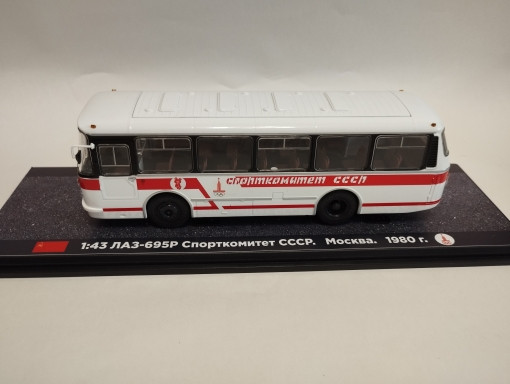 Спорткомитет СССР
1:43 ЛАЗ-695Р Спорткомитет СССР. Москва. 1980 г.